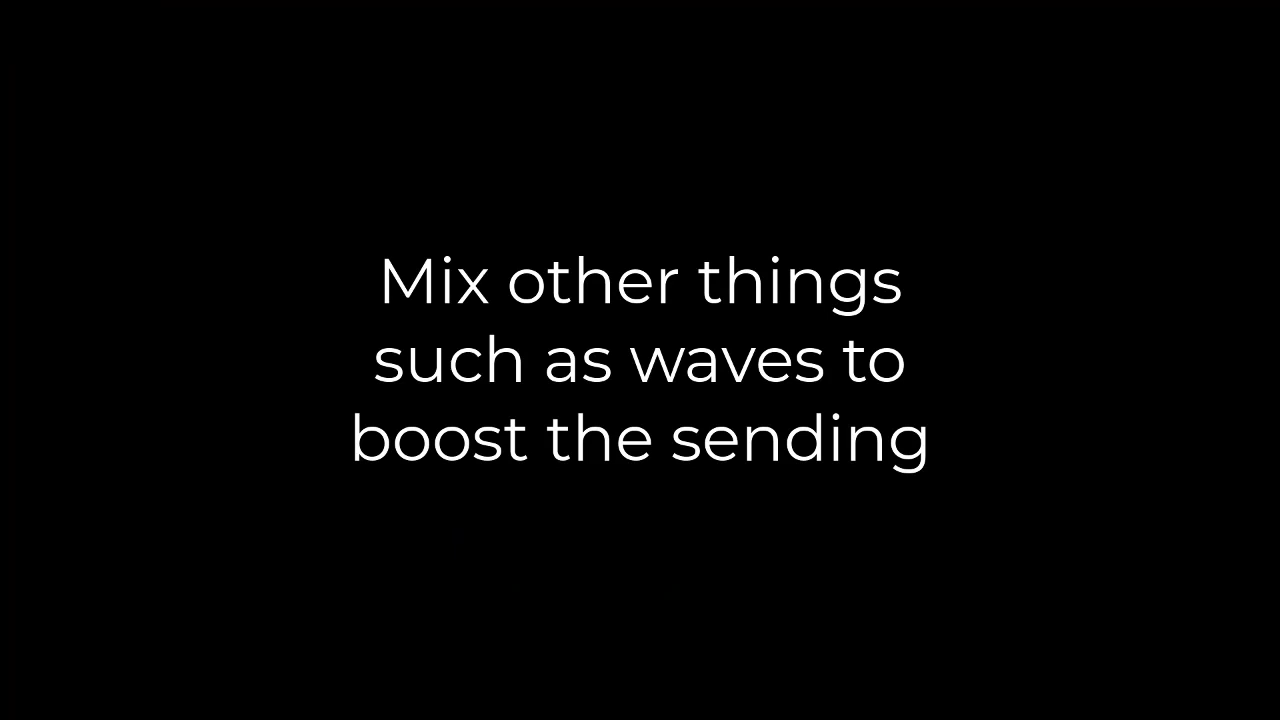 Mix other things
such as waves to
boost the sending